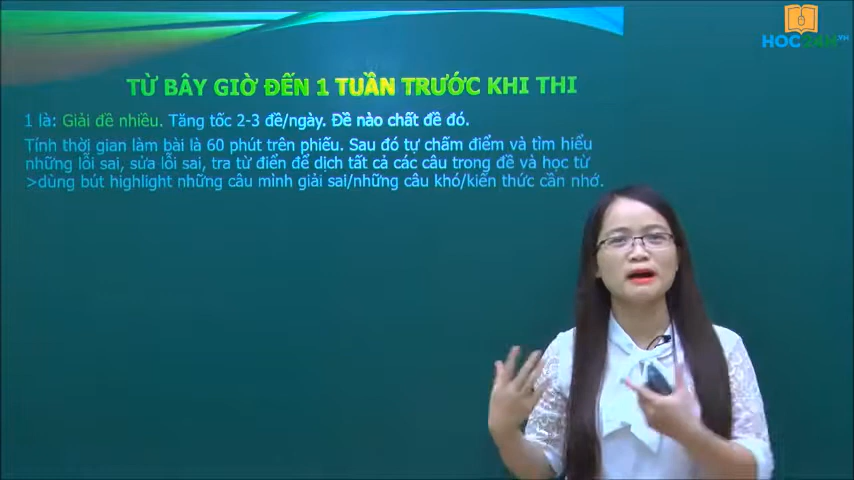 HOC24H.VN
TỪ BÂY GIỜ ĐẾN 1 TUẦN TRƯỚC KHI THI
1 là: Giải đề nhiều. Tăng tốc 2-3 đề/ngày. Đề nào chất đề đó.
Tính thời gian làm bài là 60 phút trên phiếu. Sau đó tự chấm điểm và tìm hiểu
những lỗi sai, sửa lỗi sai, tra từ điển để dịch tất cả các câu trong đề và học từ
>dùng bút highlight những câu mình giải sai/những câu khó/kiến thức cần nhớ.